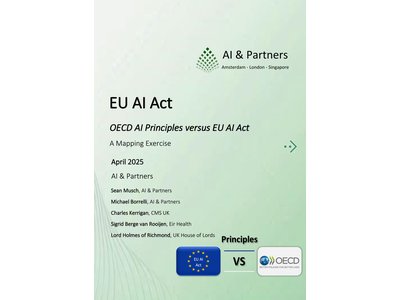 AI & Partners
Amsterdam - London - Singapore
EU AI Act
OECD AI Principles versus EU AI Act
A Mapping Exercise
April 2025
AI & Partners
Sean Musch, AI & Partners
Michael Borrelli, AI & Partners
Charles Kerrigan, CMS UK
Sigrid Berge van Rooijen, Eir Health
Lord Holmes of Richmond, UK House of Lords
Principles
EU AI
Act
VS
OECD